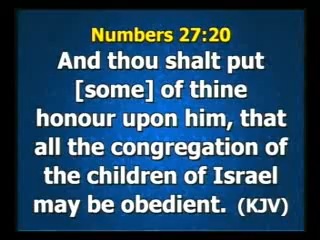 Numbers 27:20
And thou shalt put
[some] of thine
honour upon him, that
all the congregation of
the children of Israel
may be obedient. (KJV)